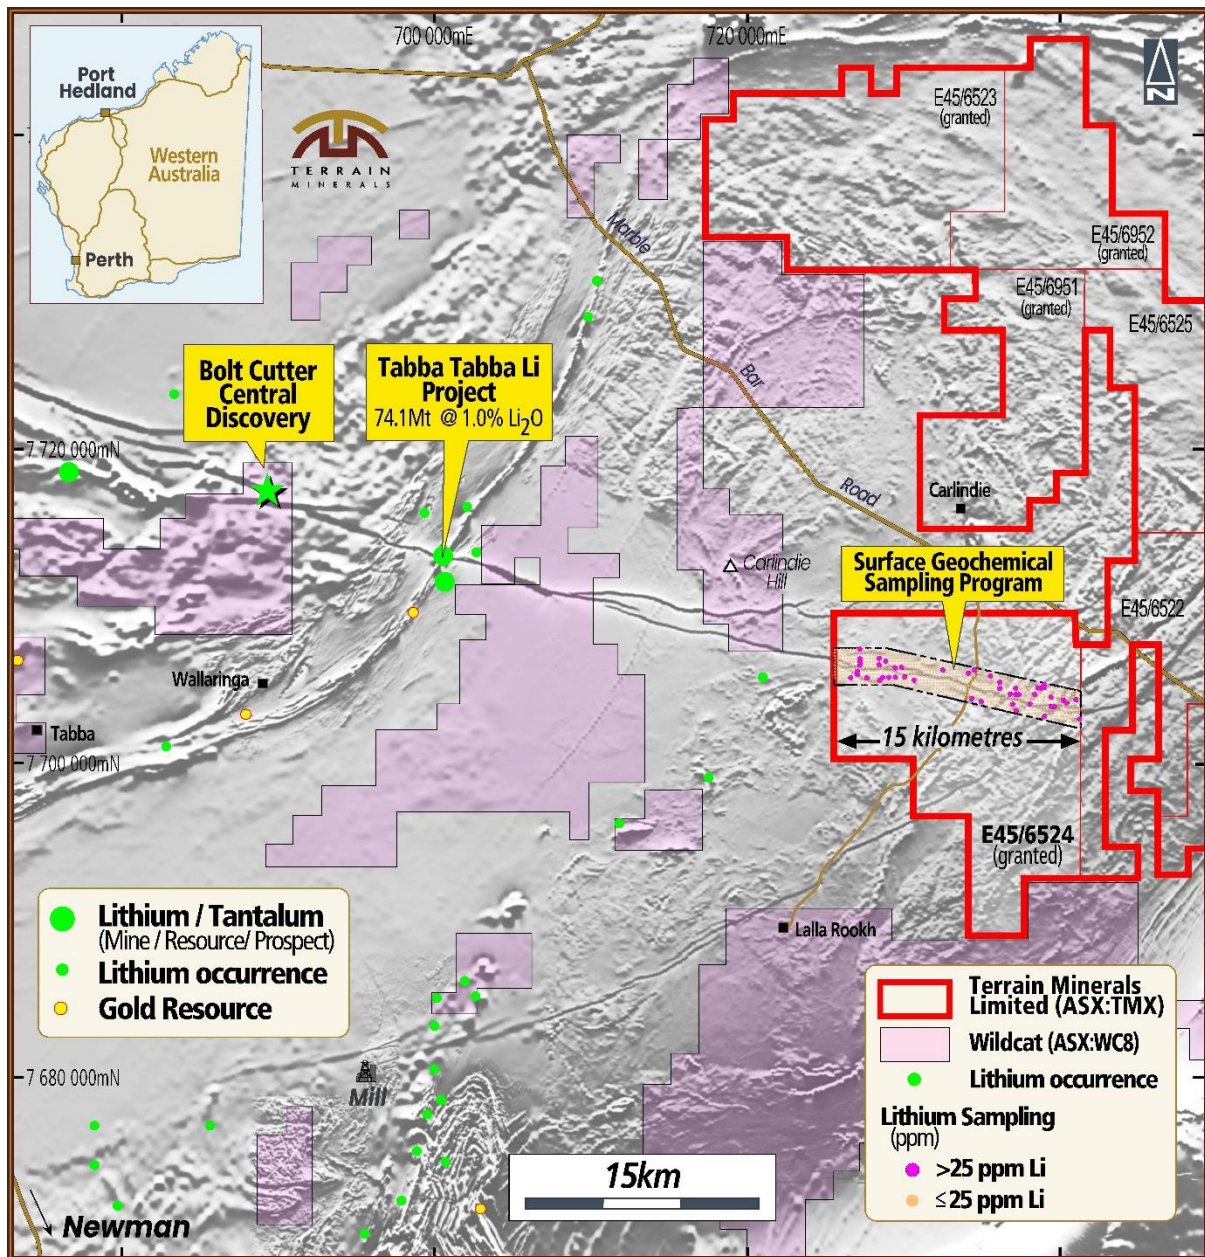 700 000mE
720 000mE
Port
Hedland
Western
Australia
Perth
TERRAIN
MINERALS
N
E45/6523
(granted)
E45/6952
(granted)
E45/6951
(granted)
E45/6525
Marble
Bar
Road
Bolt Cutter
Central
Discovery
Tabba Tabba Li
Project
74.1Mt @ 1.0% Li₂O
7 720 000mN
Carlindie
Carlindie
Hill
Surface Geochemical
Sampling Program
E45/6522
Wallaringa
Tabba
15 kilometres
7 700 000mN
E45/6524
(granted)
Lithium / Tantalum
(Mine / Resource/ Prospect)
Lithium occurrence
Gold Resource
Lalla Rookh
Terrain Minerals
Limited (ASX:TMX)
Wildcat (ASX:WC8)
Lithium occurrence
Lithium Sampling
(ppm)
>25 ppm Li
≤25 ppm Li
7 680 000mN
Mill
15km
Newman